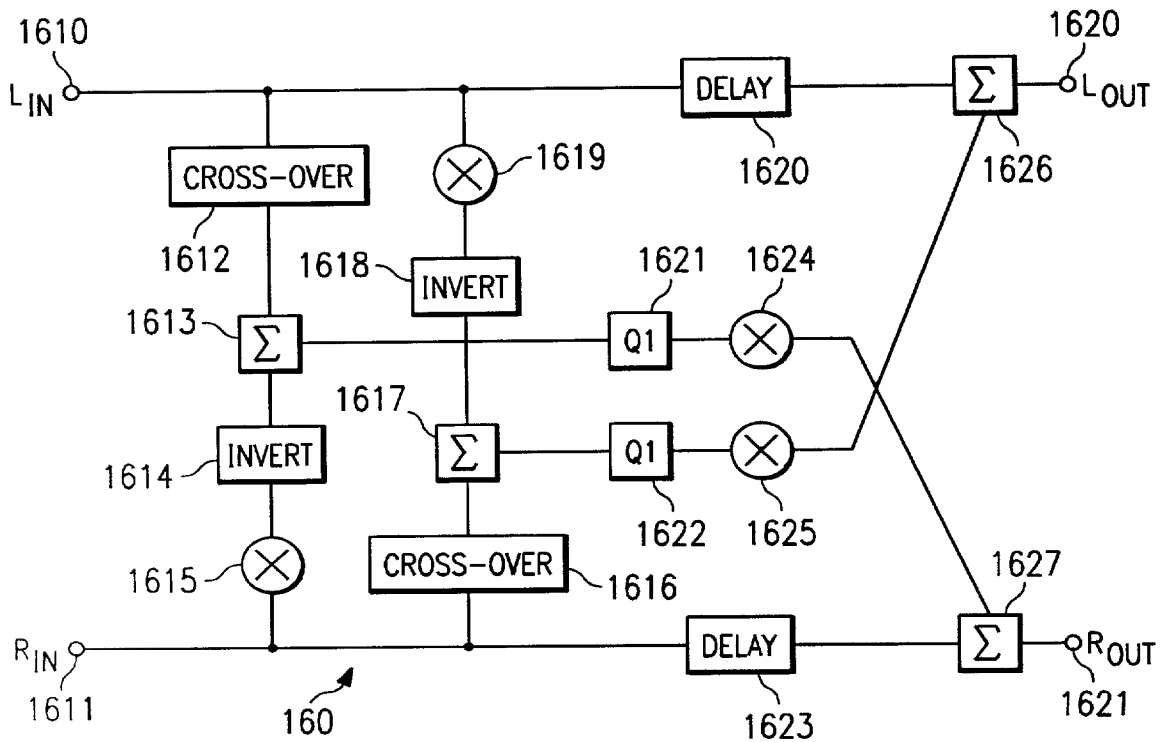 1610
1620
L IN
DELAY
Σ
L OUT
CROSS-OVER
1619
1620
1626
1612
1618
INVERT
1621
1624
1613
Σ
Q1
1617
Σ
Q1
INVERT
1614
1622
1625
CROSS-OVER
1615
1616
1627
R IN
DELAY
Σ
R OUT
1611
160
1623
1621